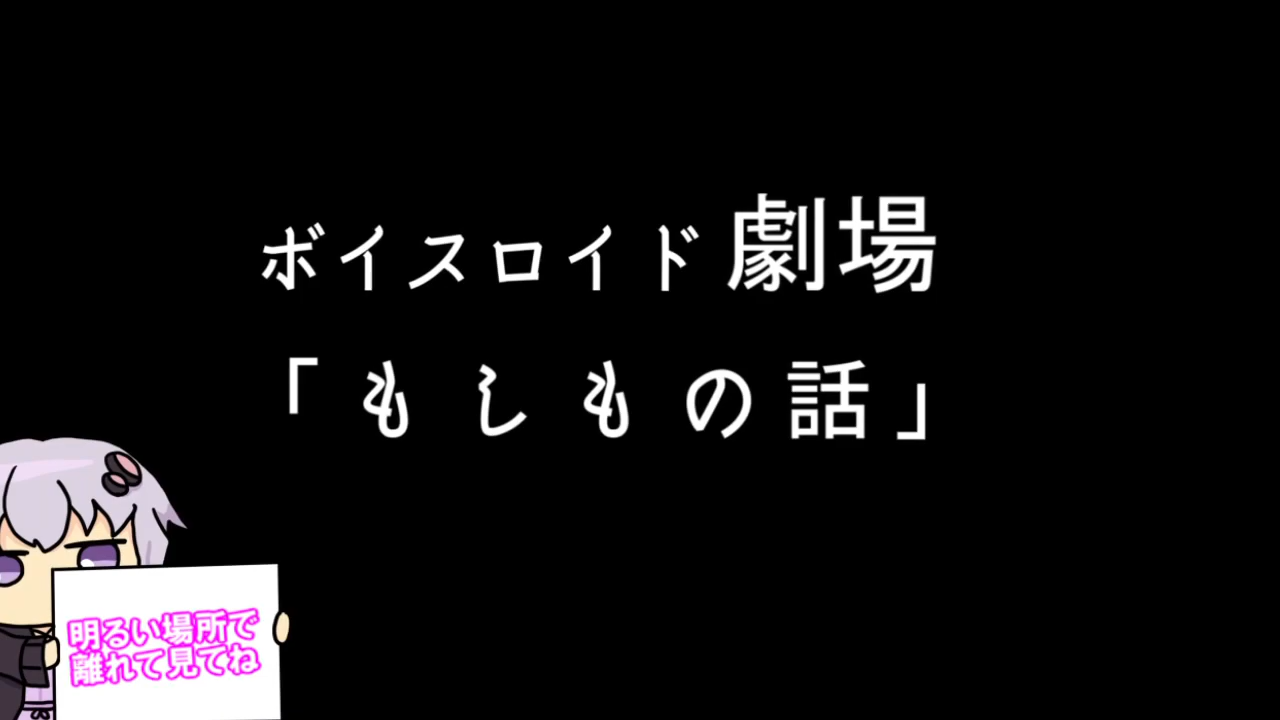 ボイスロイド劇場
「もしもの話」
明るい場所で
離れて見てね